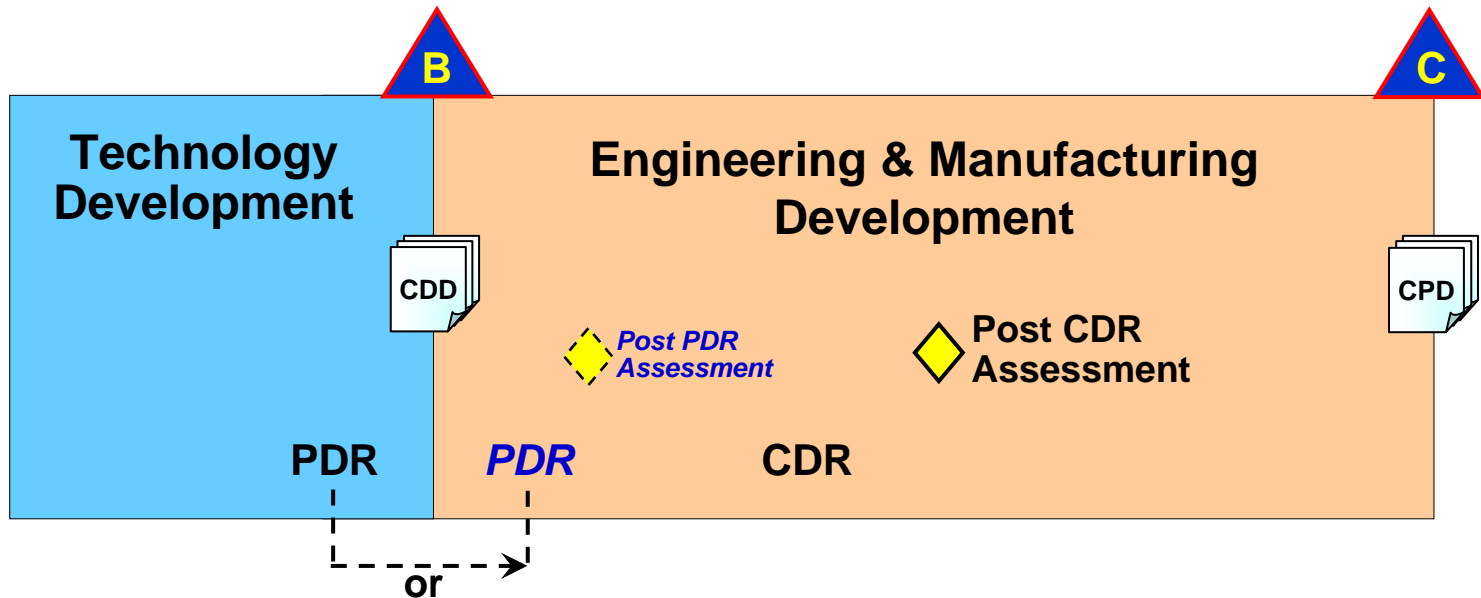 B
C
Technology
Development
Engineering & Manufacturing
Development
CDD
CPD
Post PDR
Assessment
Post CDR
Assessment
PDR
PDR
CDR
or